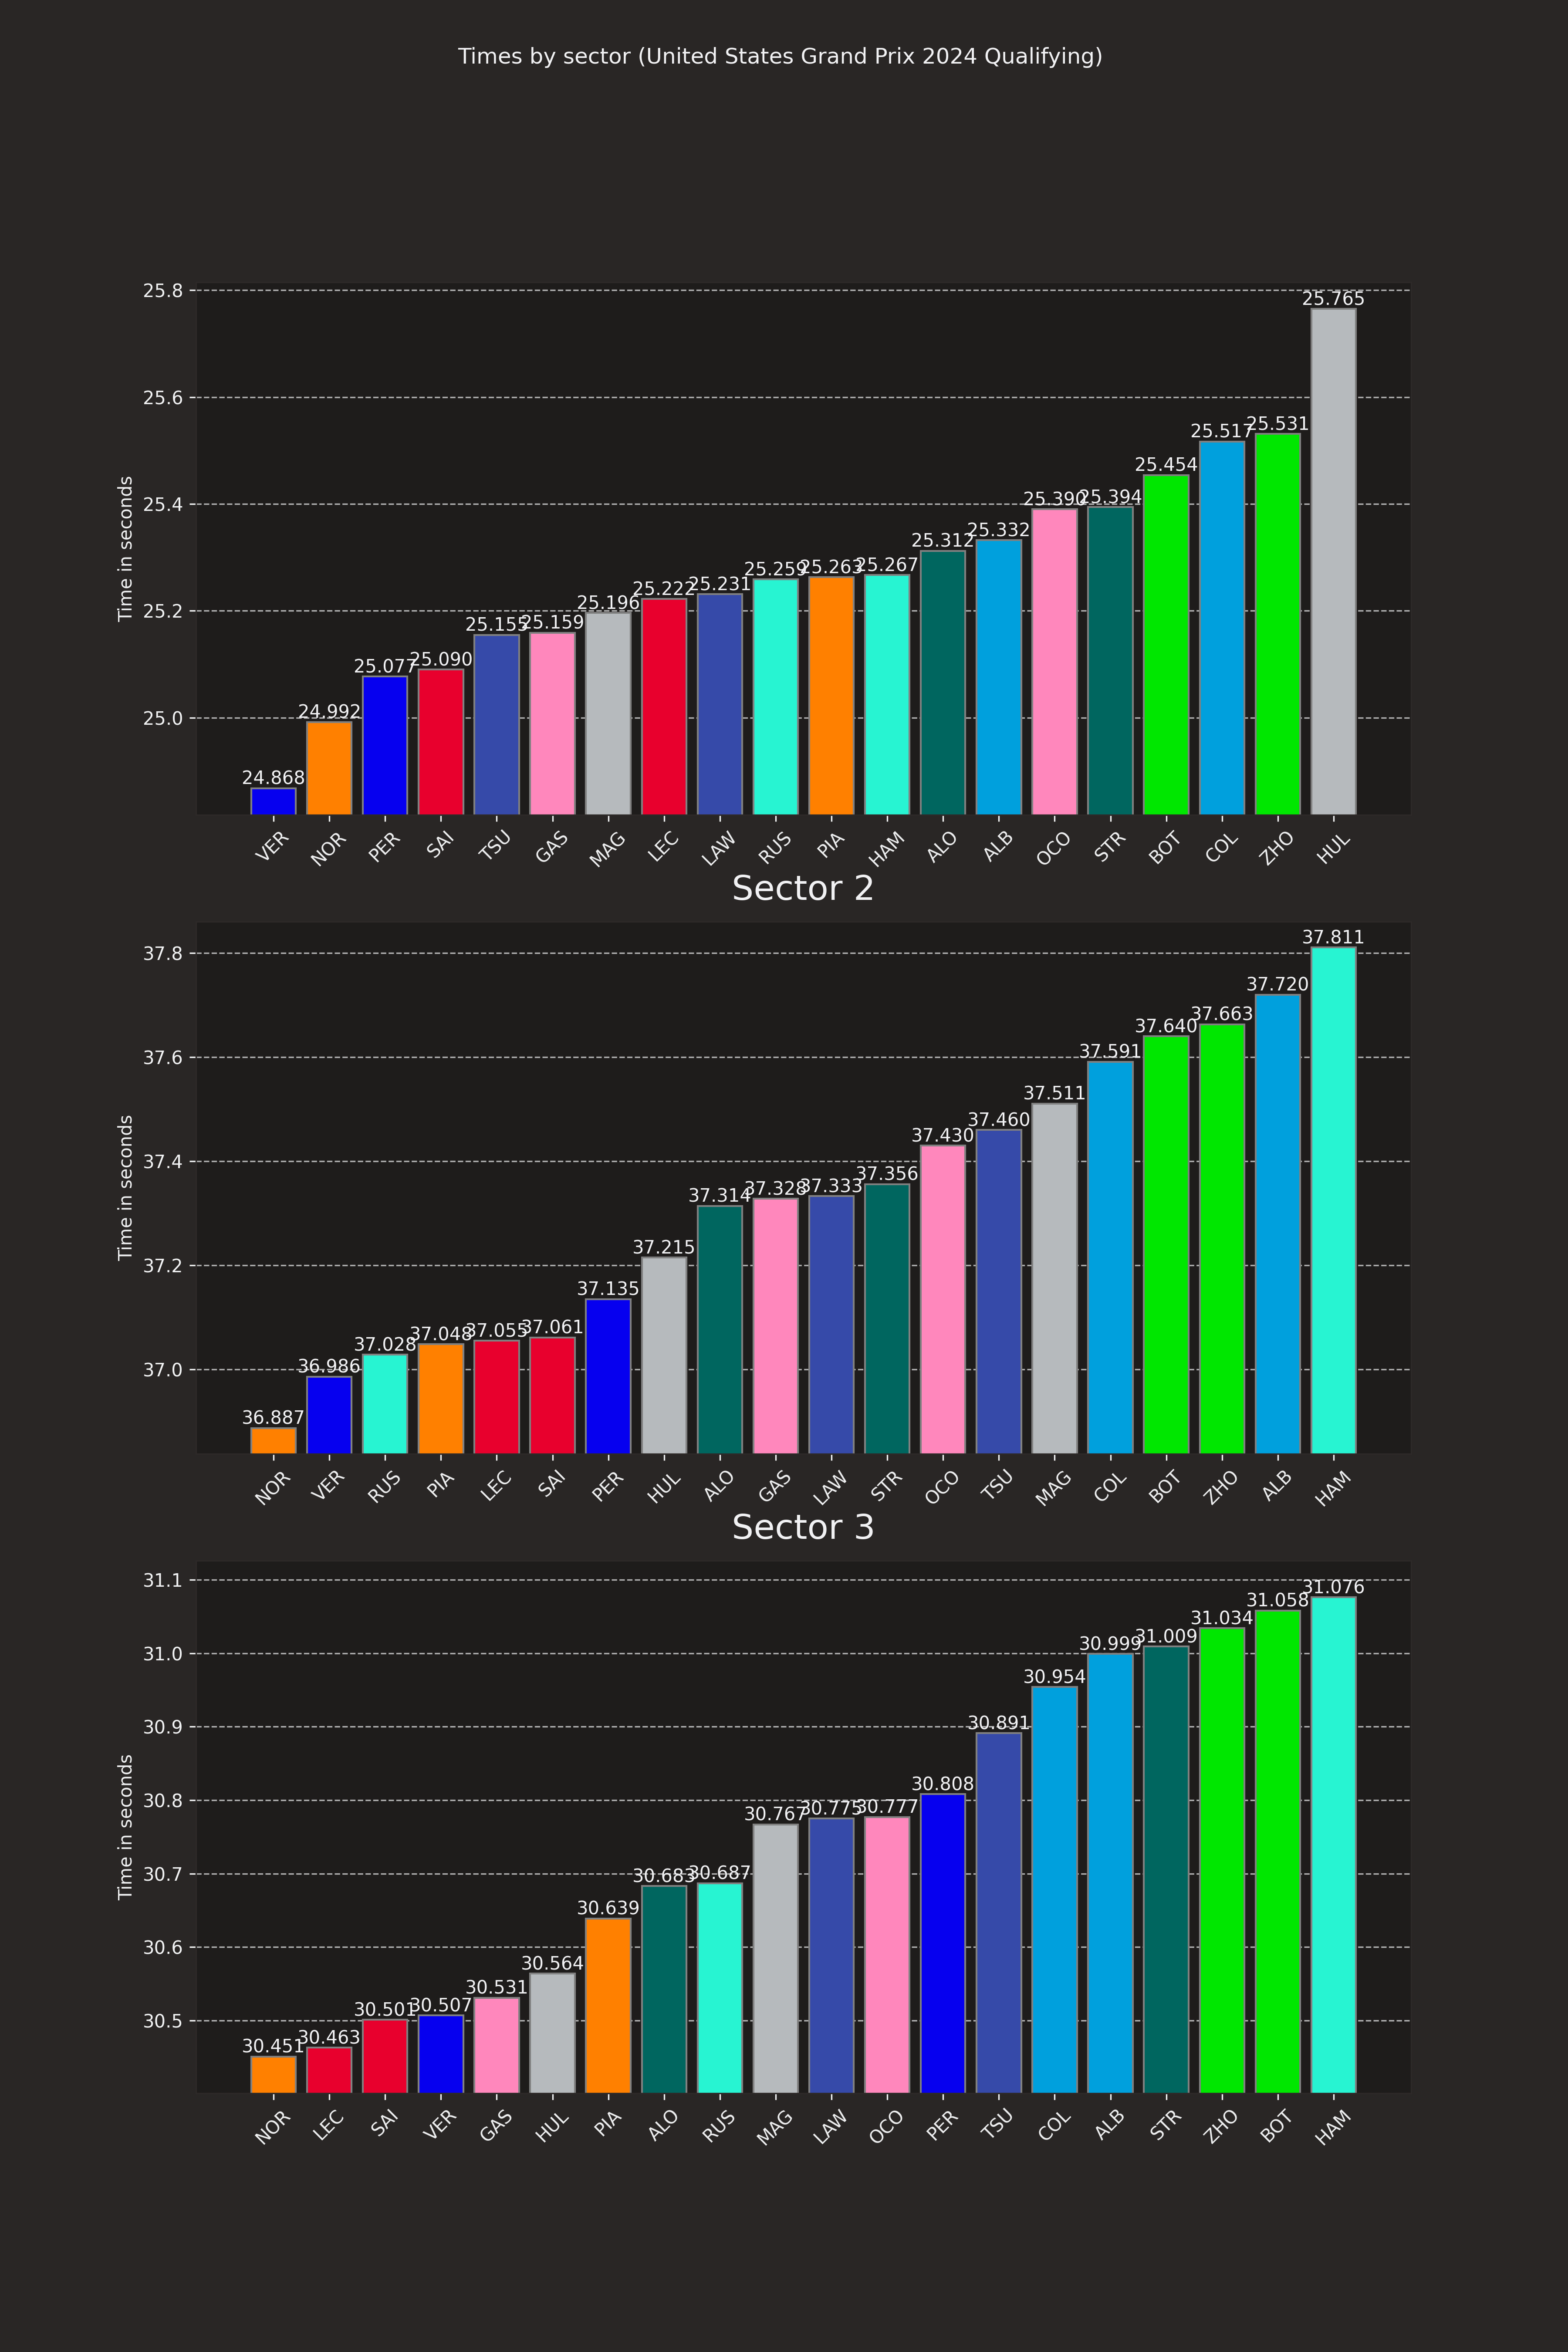 Times by sector (United States Grand Prix 2024 Qualifying)
Time in seconds
25.8
25.6
25.4
25.2
25.0
24.868 24.992 25.077 25.090 25.155 25.159 25.196 25.222 25.231 25.259 25.263 25.267 25.312 25.332 25.390 25.394 25.454 25.517 25.531 25.765
VER NOR PER SAI TSU GAS MAG LEC LAW RUS PIA HAM ALO ALB OCO STR BOT COL ZHO HUL
Sector 2
Time in seconds
37.8
37.6
37.4
37.2
37.0
36.887 36.986 37.028 37.048 37.055 37.061 37.135 37.215 37.314 37.328 37.333 37.356 37.430 37.460 37.511 37.591 37.640 37.663 37.720 37.811
NOR VER RUS PIA LEC SAI PER HUL ALO GAS LAW STR OCO TSU MAG COL BOT ZHO ALB HAM
Sector 3
Time in seconds
31.1
31.0
30.9
30.8
30.7
30.6
30.5
30.451 30.463 30.501 30.507 30.531 30.564 30.639 30.683 30.687 30.767 30.775 30.777 30.808 30.891 30.954 30.999 31.009 31.034 31.058 31.076
NOR LEC SAI VER GAS HUL PIA ALO RUS MAG LAW OCO PER TSU COL ALB STR ZHO BOT HAM